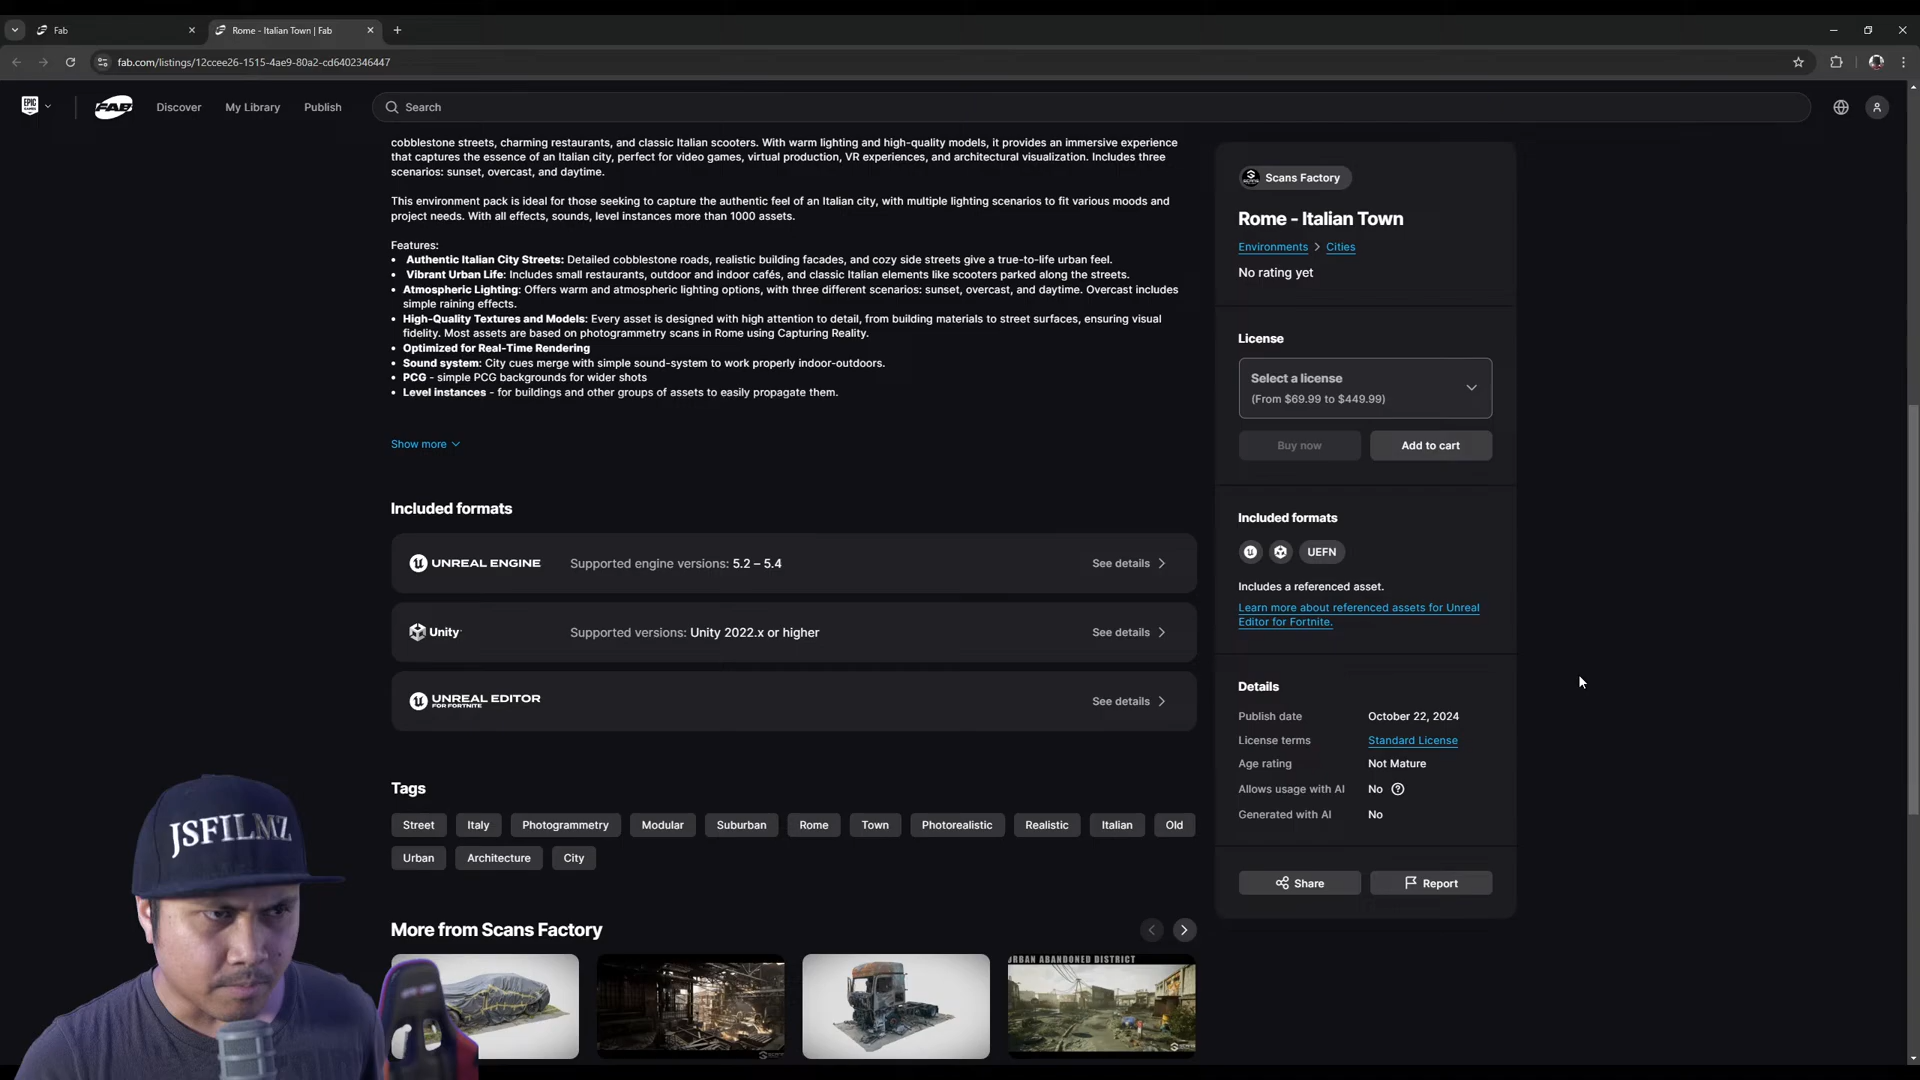 Fab
Rome - Italian Town | Fab
fab.com/listings/12ccee26-1515-4ae9-80a2-cd6402346447
EPIC GAMES
FAB
Discover
My Library
Publish
Search
cobblestone streets, charming restaurants, and classic Italian scooters. With warm lighting and high-quality models, it provides an immersive experience
that captures the essence of an Italian city, perfect for video games, virtual production, VR experiences, and architectural visualization. Includes three
scenarios: sunset, overcast, and daytime.
This environment pack is ideal for those seeking to capture the authentic feel of an Italian city, with multiple lighting scenarios to fit various moods and
project needs. With all effects, sounds, level instances more than 1000 assets.
Features:
• Authentic Italian City Streets: Detailed cobblestone roads, realistic building facades, and cozy side streets give a true-to-life urban feel.
• Vibrant Urban Life: Includes small restaurants, outdoor and indoor cafés, and classic Italian elements like scooters parked along the streets.
• Atmospheric Lighting: Offers warm and atmospheric lighting options, with three different scenarios: sunset, overcast, and daytime. Overcast includes
simple raining effects.
• High-Quality Textures and Models: Every asset is designed with high attention to detail, from building materials to street surfaces, ensuring visual
fidelity. Most assets are based on photogrammetry scans in Rome using Capturing Reality.
• Optimized for Real-Time Rendering
• Sound system: City cues merge with simple sound-system to work properly indoor-outdoors.
• PCG - simple PCG backgrounds for wider shots
• Level instances - for buildings and other groups of assets to easily propagate them.
Show more
Included formats
UNREAL ENGINE
Supported engine versions: 5.2 – 5.4
See details
Unity
Supported versions: Unity 2022.x or higher
See details
UNREAL EDITOR
FOR FORTNITE
See details
Tags
Street
Italy
Photogrammetry
Modular
Suburban
Rome
Town
Photorealistic
Realistic
Italian
Old
Urban
Architecture
City
More from Scans Factory
URBAN ABANDONED DISTRICT
Scans Factory
Rome - Italian Town
Environments > Cities
No rating yet
License
Select a license
(From $69.99 to $449.99)
Buy now
Add to cart
Included formats
UEFN
Includes a referenced asset.
Learn more about referenced assets for Unreal
Editor for Fortnite.
Details
Publish date October 22, 2024
License terms Standard License
Age rating Not Mature
Allows usage with AI No
Generated with AI No
Share
Report
JSFILMZ